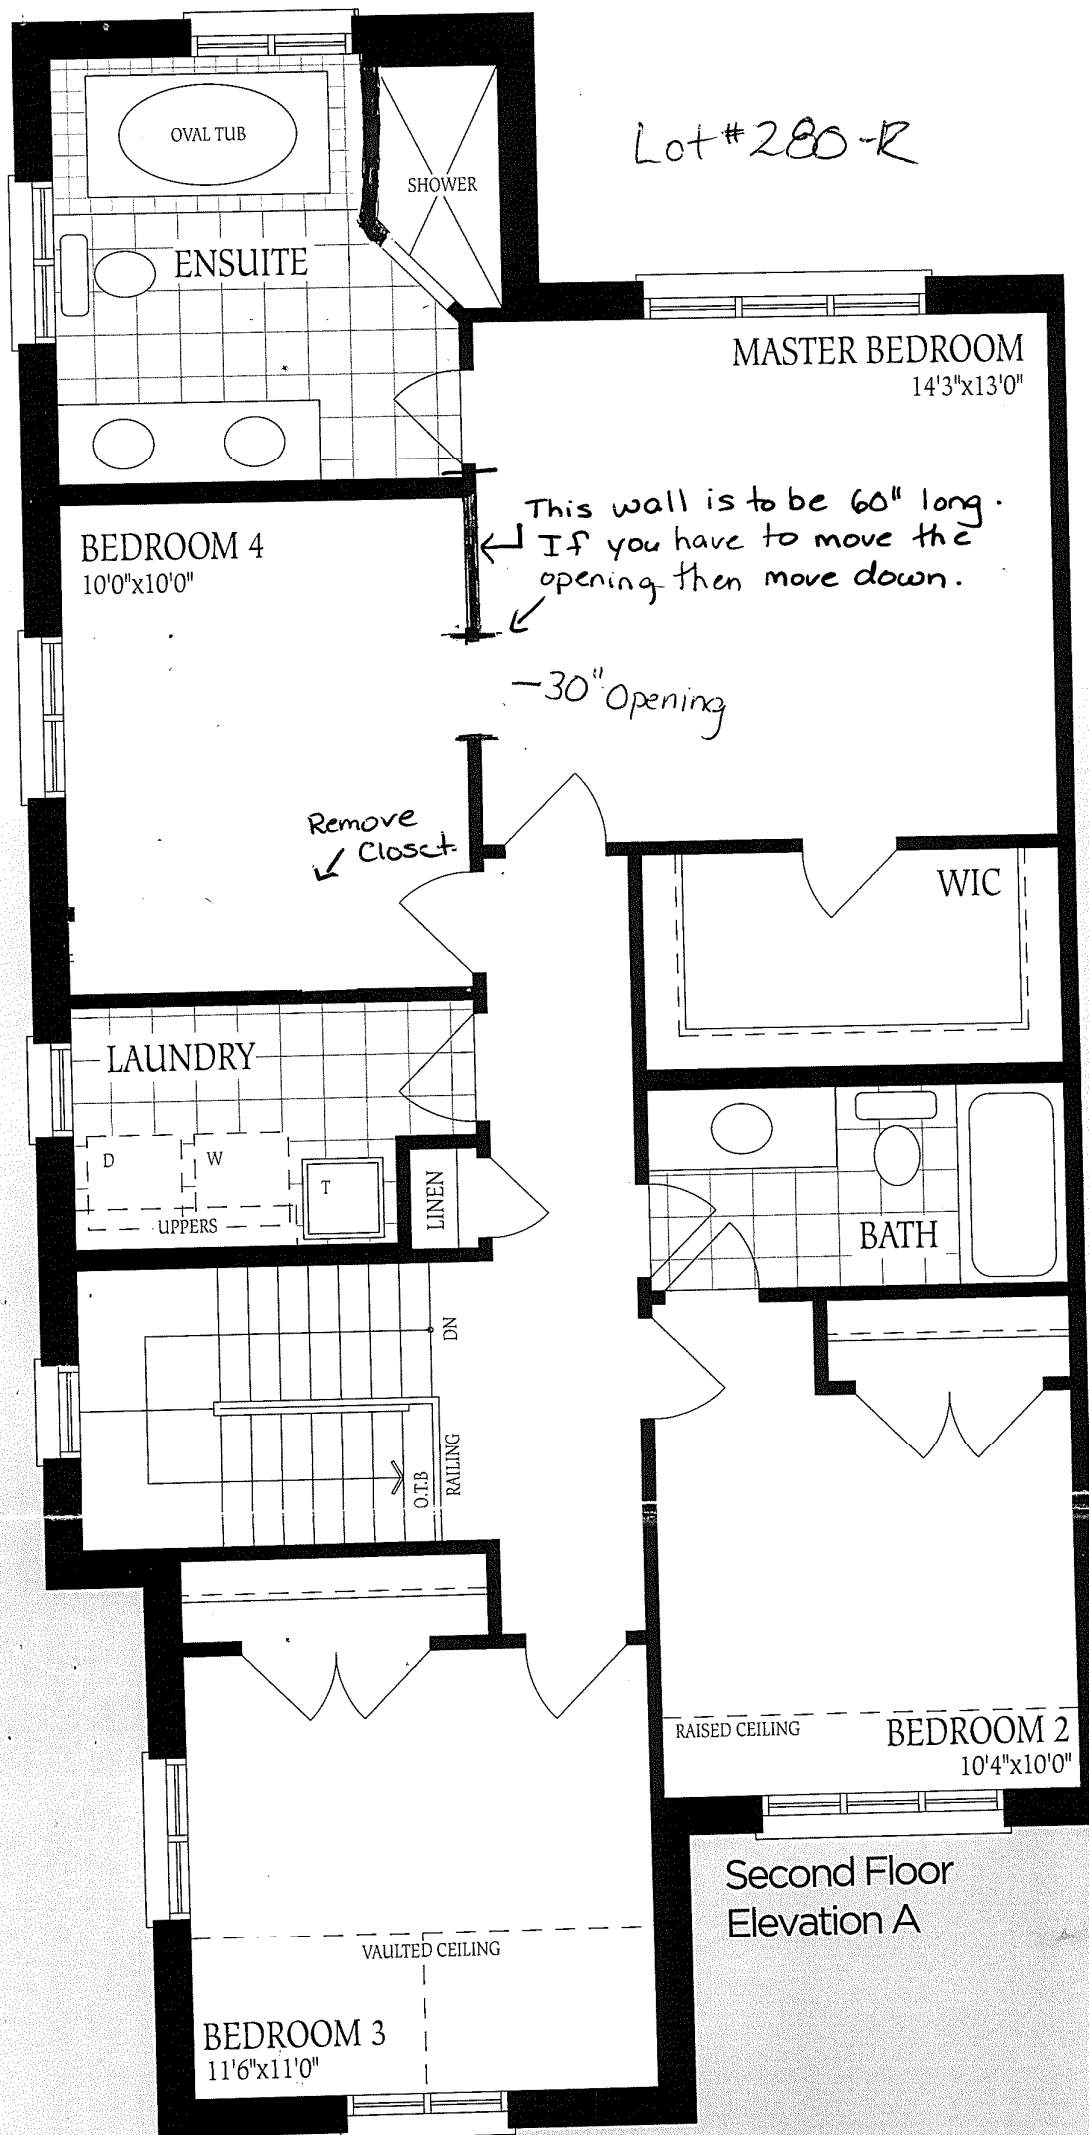 Lot #280-R
OVAL TUB
SHOWER
ENSUITE
MASTER BEDROOM
14'3"x13'0"
This wall is to be 60" long.
If you have to move the
opening then move down.
BEDROOM 4
10'0"x10'0"
-30" Opening
Remove
Closet
WIC
LAUNDRY
D
W
T
UPPERS
LINEN
BATH
DN
O.T.B
RAILING
RAISED CEILING
BEDROOM 2
10'4"x10'0"
Second Floor
Elevation A
VAULTED CEILING
BEDROOM 3
11'6"x11'0"